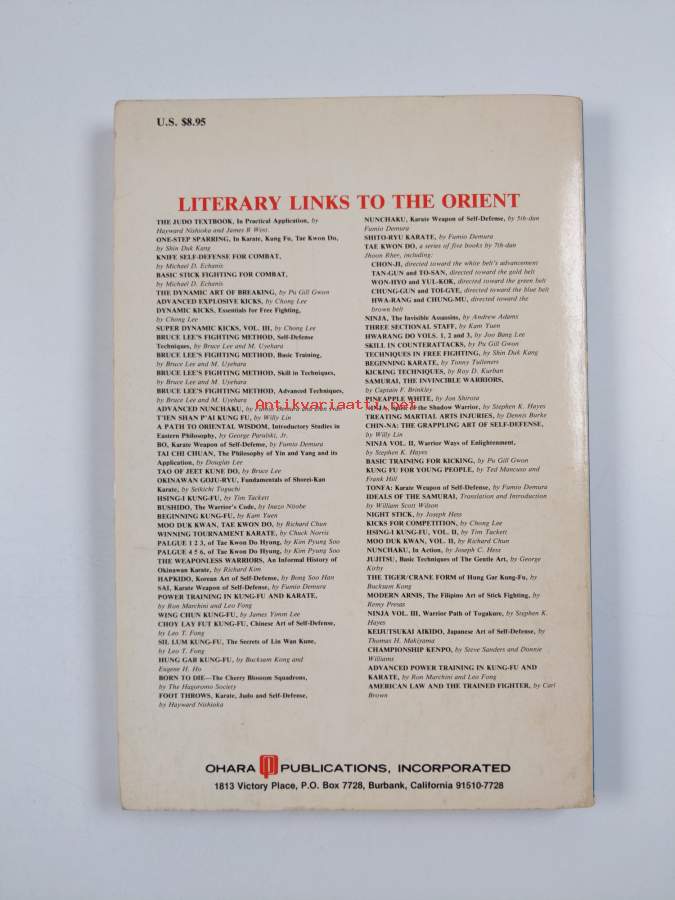 U.S. $8.95
LITERARY LINKS TO THE ORIENT
THE JUDO TEXTBOOK, In Practical Application, by
Hayward Nishioka and James R West
ONE-STEP SPARRING, In Karate, Kung Fu, Tae Kwon Do,
by Shin Duk Kang
KNIFE SELF-DEFENSE FOR COMBAT,
by Michael D. Echanis
BASIC STICK FIGHTING FOR COMBAT,
by Michael D. Echanis
THE DYNAMIC ART OF BREAKING, by Pu Gill Gwon
ADVANCED EXPLOSIVE KICKS, by Chong Lee
DYNAMIC KICKS, Essentials for Free Fighting,
by Chong Lee
SUPER DYNAMIC KICKS, VOL. III, by Chong Lee
BRUCE LEE'S FIGHTING METHOD, Self-Defense
Techniques, by Bruce Lee and M. Uyehara
BRUCE LEE'S FIGHTING METHOD, Basic Training,
by Bruce Lee and M. Uyehara
BRUCE LEE'S FIGHTING METHOD, Skill in Techniques,
by Bruce Lee and M. Uyehara
BRUCE LEE'S FIGHTING METHOD, Advanced Techniques,
by Bruce Lee and M. Uyehara
ADVANCED NUNCHAKU, by Fumio Demura and
T'IEN SHAN P'AI KUNG FU, by Willy Lin
A PATH TO ORIENTAL WISDOM, Introductory Studies in
Eastern Philosophy, by George Parulski, Jr.
BO, Karate Weapon of Self-Defense, by Fumio Demura
TAI CHI CHUAN, The Philosophy of Yin and Yang and its
Application, by Douglas Lee
TAO OF JEET KUNE DO, by Bruce Lee
OKINAWAN GOJU-RYU, Fundamentals of Shorei-Kan
Karate, by Seikichi Toguchi
HSING-I KUNG-FU, by Tim Tackett
BUSHIDO, The Warrior's Code, by Inazo Nitobe
BEGINNING KUNG-FU, by Kam Yuen
MOO DUK KWAN, TAE KWON DO, by Richard Chun
WINNING TOURNAMENT KARATE, by Chuck Norris
PALGUE 1 2 3, of Tae Kwon Do Hyung, by Kim Pyung Soo
PALGUE 4 5 6, of Tae Kwon Do Hyung, by Kim Pyung Soo
THE WEAPONLESS WARRIORS, An Informal History of
Okinawan Karate, by Richard Kim
HAPKIDO, Korean Art of Self-Defense, by Bong Soo Han
SAI, Karate Weapon of Self-Defense, by Fumio Demura
POWER TRAINING IN KUNG-FU AND KARATE,
by Ron Marchini and Leo Fong
WING CHUN KUNG-FU, by James Yimm Lee
CHOY LAY FUT KUNG-FU, Chinese Art of Self-Defense,
by Leo T. Fong
SIL LUM KUNG-FU, The Secrets of Lin Wan Kune,
by Leo T. Fong
HUNG GAR KUNG-FU, by Bucksam Kong and
Eugene H. Ho
BORN TO DIE—The Cherry Blossom Squadrons,
by The Hagoromo Society
FOOT THROWS, Karate, Judo and Self-Defense,
by Hayward Nishioka
NUNCHAKU, Karate Weapon of Self-Defense, by 5th-dan
Fumio Demura
SHITO-RYU KARATE, by Fumio Demura
TAE KWON DO, a series of five books by 7th-dan
Jhoon Rhee, including:
CHON-JI, directed toward the white belt's advancement
TAN-GUN and TO-SAN, directed toward the gold belt
WON-HYO and YUL-KOK, directed toward the green belt
CHUNG-GUN and TOI-GYE, directed toward the blue belt
HWA-RANG and CHUNG-MU, directed toward the
brown belt
NINJA, The Invisible Assassins, by Andrew Adams
THREE SECTIONAL STAFF, by Kam Yuen
HWARANG DO VOLS. 1, 2 and 3, by Joo Bang Lee
SKILL IN COUNTERATTACKS, by Pu Gill Gwon
TECHNIQUES IN FREE FIGHTING, by Shin Duk Kang
BEGINNING KARATE, by Tonny Tulleners
KICKING TECHNIQUES, by Roy D. Kurban
SAMURAI, THE INVINCIBLE WARRIORS,
by Captain F. Brinkley
PINEAPPLE WHITE, by Jon Shirota
Antikvariaatti.net
NINJA, Spirit of the Shadow Warrior, by Stephen K. Hayes
TREATING MARTIAL ARTS INJURIES, by Dennis Burke
CHIN-NA: THE GRAPPLING ART OF SELF-DEFENSE,
by Willy Lin
NINJA VOL. II, Warrior Ways of Enlightenment,
by Stephen K. Hayes
BASIC TRAINING FOR KICKING, by Pu Gill Gwon
KUNG FU FOR YOUNG PEOPLE, by Ted Mancuso and
Frank Hill
TONFA: Karate Weapon of Self-Defense, by Fumio Demura
IDEALS OF THE SAMURAI, Translation and Introduction
by William Scott Wilson
NIGHT STICK, by Joseph Hess
KICKS FOR COMPETITION, by Chong Lee
HSING-I KUNG-FU, VOL. II, by Tim Tackett
MOO DUK KWAN, VOL. II, by Richard Chun
NUNCHAKU, In Action, by Joseph C. Hess
JUJITSU, Basic Techniques of The Gentle Art, by George
Kirby
THE TIGER/CRANE FORM of Hung Gar Kung-Fu, by
Bucksam Kong
MODERN ARNIS, The Filipino Art of Stick Fighting, by
Remy Presas
NINJA VOL. III, Warrior Path of Togakure, by Stephen K.
Hayes
KEIJUTSUKAI AIKIDO, Japanese Art of Self-Defense, by
Thomas H. Makiyama
CHAMPIONSHIP KENPO, by Steve Sanders and Donnie
Williams
ADVANCED POWER TRAINING IN KUNG-FU AND
KARATE, by Ron Marchini and Leo Fong
AMERICAN LAW AND THE TRAINED FIGHTER, by Carl
Brown
OHARA PUBLICATIONS, INCORPORATED
1813 Victory Place, P.O. Box 7728, Burbank, California 91510-7728